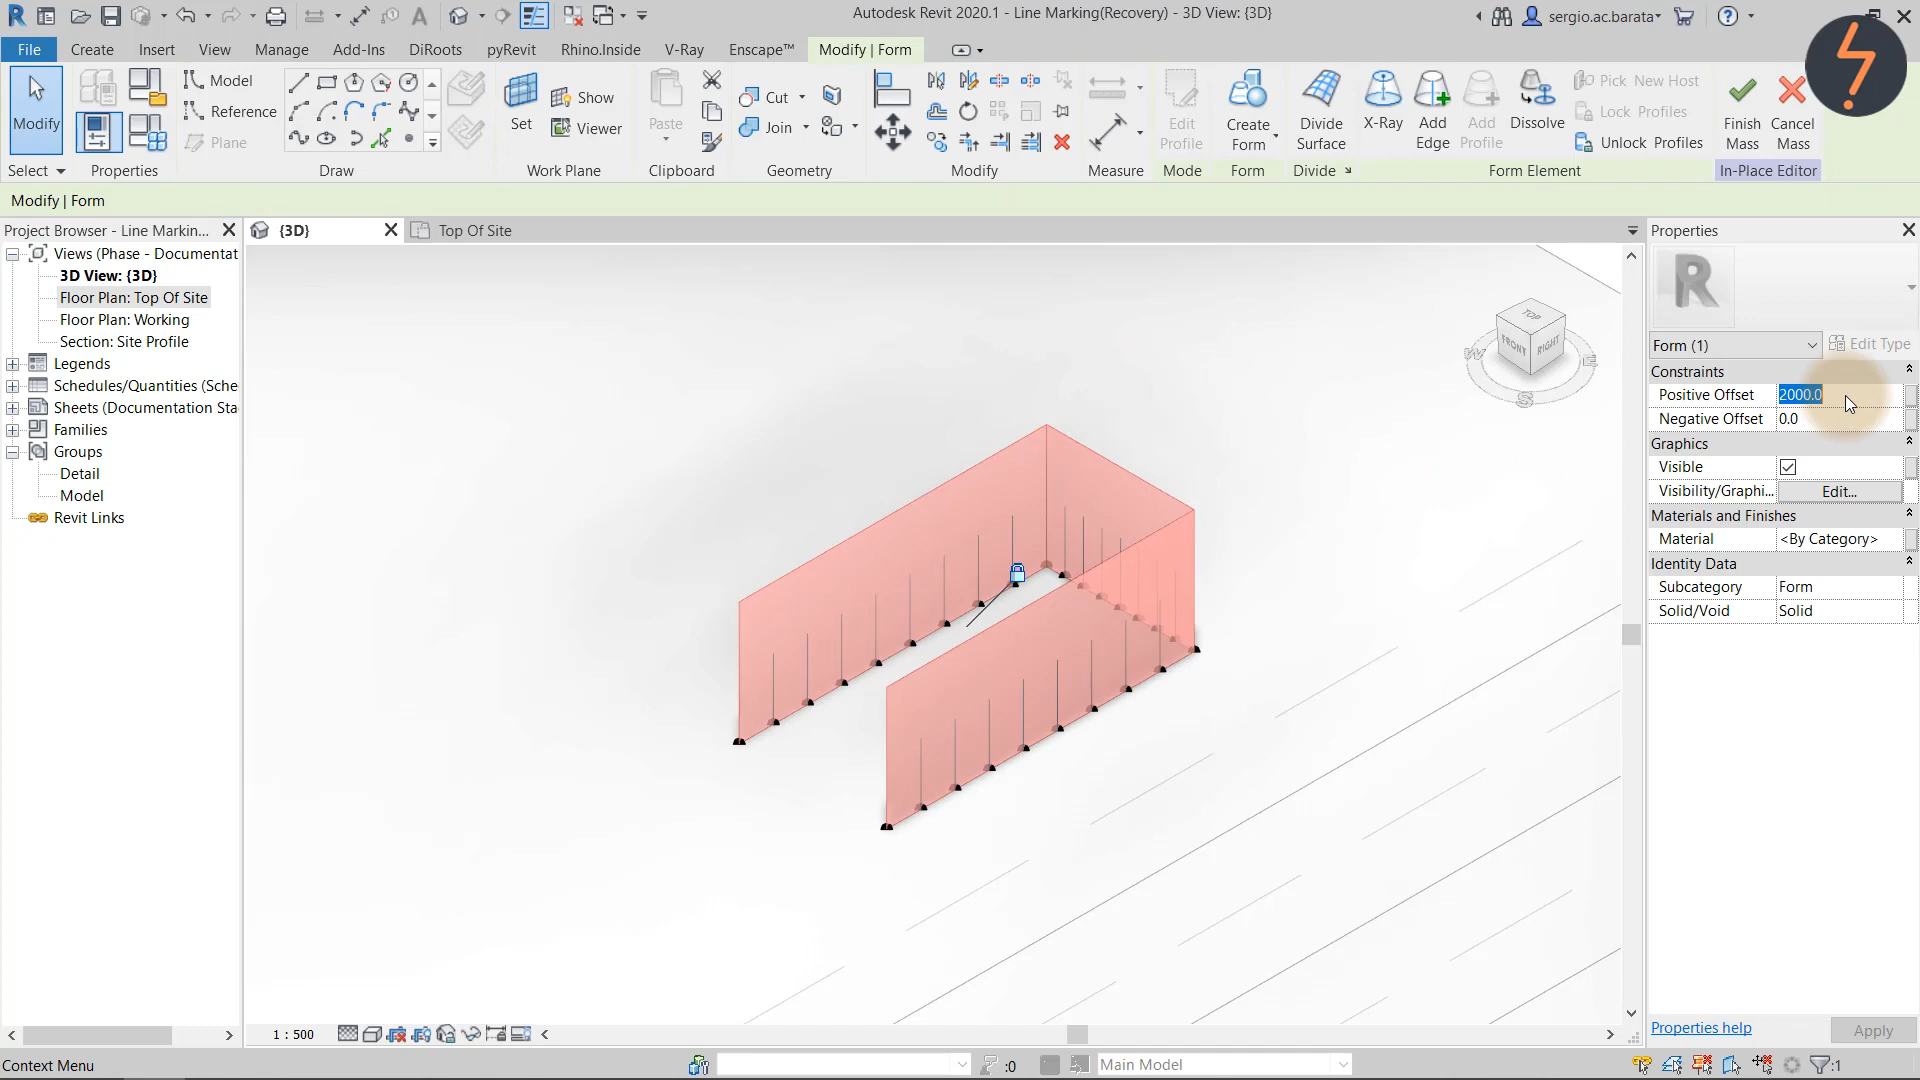 Autodesk Revit 2020.1 - Line Marking(Recovery) - 3D View: {3D}
sergio.ac.barata
File Create Insert View Manage Add-Ins DiRoots pyRevit Rhino.Inside V-Ray Enscape™ Modify | Form
Modify
Select
Properties
Model
Reference
Plane
Draw
Set
Show
Viewer
Work Plane
Paste
Clipboard
Cut
Join
Geometry
Modify
Measure
Edit
Profile
Mode
Create
Form
Form
Divide
Surface
Divide
X-Ray
Add
Edge
Add
Profile
Dissolve
Pick New Host
Lock Profiles
Unlock Profiles
Form Element
Finish
Mass
Cancel
Mass
In-Place Editor
Modify | Form
Project Browser - Line Markin...
{3D}
Top Of Site
Properties
Views (Phase - Documentat
3D View: {3D}
Floor Plan: Top Of Site
Floor Plan: Working
Section: Site Profile
Legends
Schedules/Quantities (Sche
Sheets (Documentation Sta
Families
Groups
Detail
Model
Revit Links
TOP
FRONT
RIGHT
W
E
S
R
Form (1)
Edit Type
Constraints
Positive Offset 2000.0
Negative Offset 0.0
Graphics
Visible
Visibility/Graphi... Edit...
Materials and Finishes
Material <By Category>
Identity Data
Subcategory Form
Solid/Void Solid
Properties help
Apply
1 : 500
Context Menu
:0
Main Model
:1